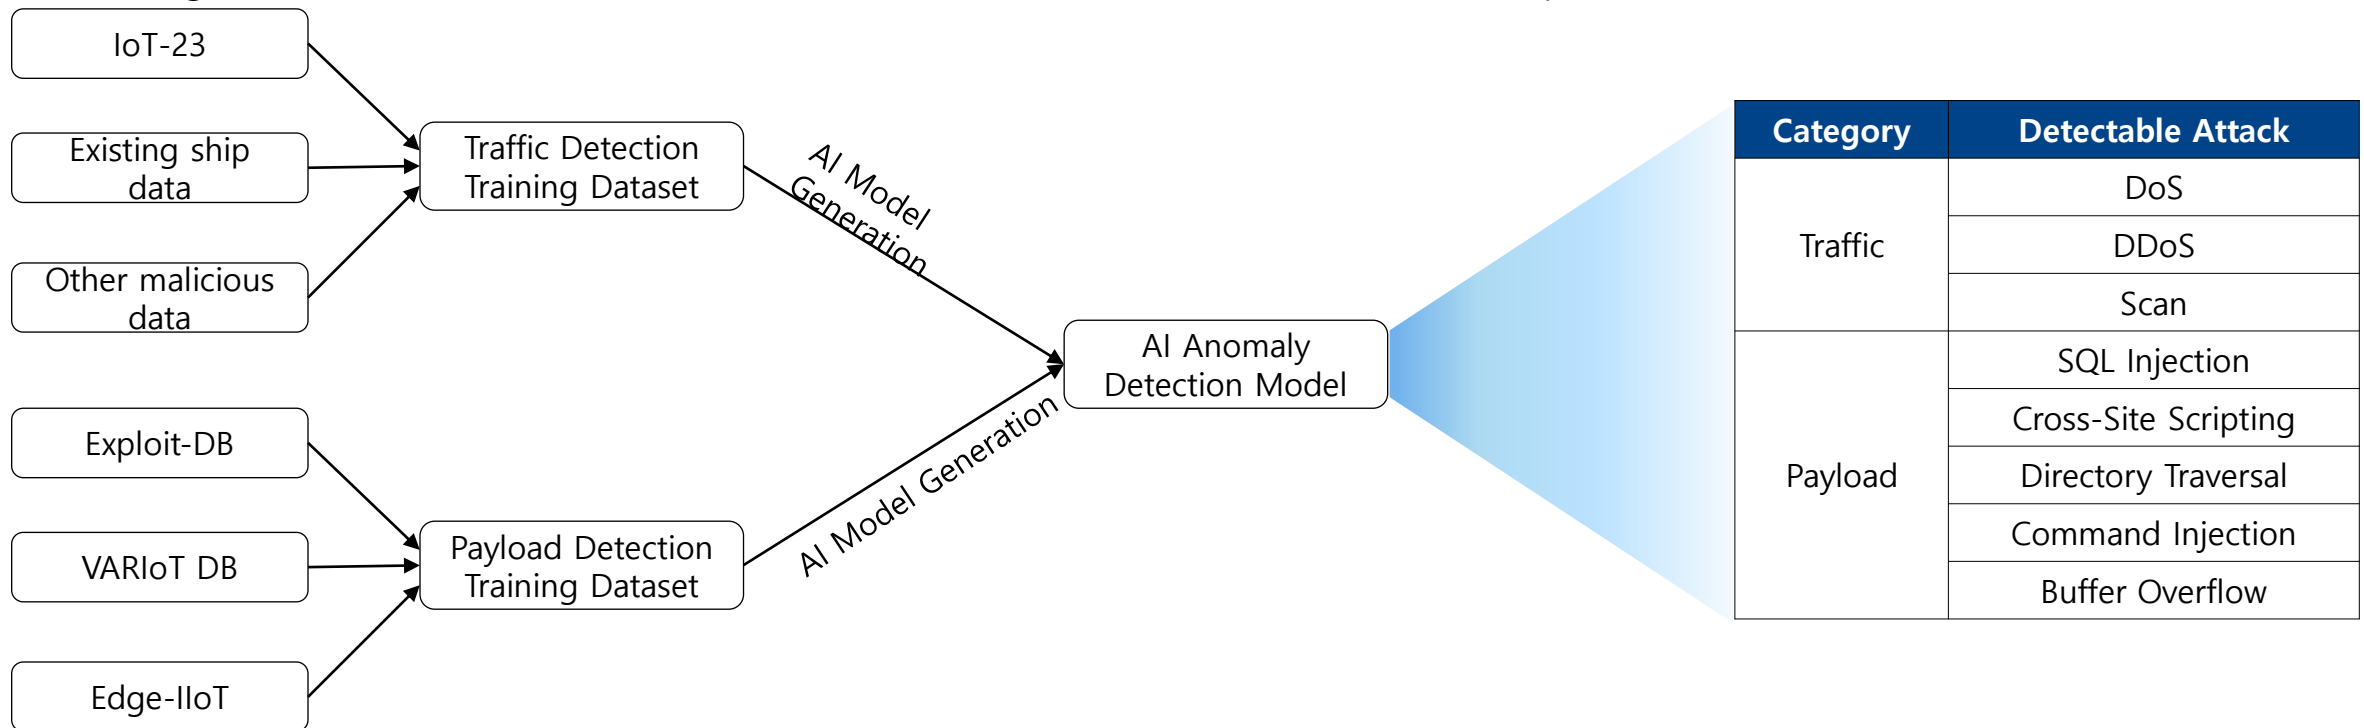 IoT-23
Existing ship
data
Other malicious
data
Traffic Detection
Training Dataset
AI Model
Generation
Exploit-DB
VARIoT DB
Edge-IIoT
Payload Detection
Training Dataset
AI Model Generation
AI Anomaly
Detection Model
Category Detectable Attack
Traffic
DoS
DDoS
Scan
Payload
SQL Injection
Cross-Site Scripting
Directory Traversal
Command Injection
Buffer Overflow